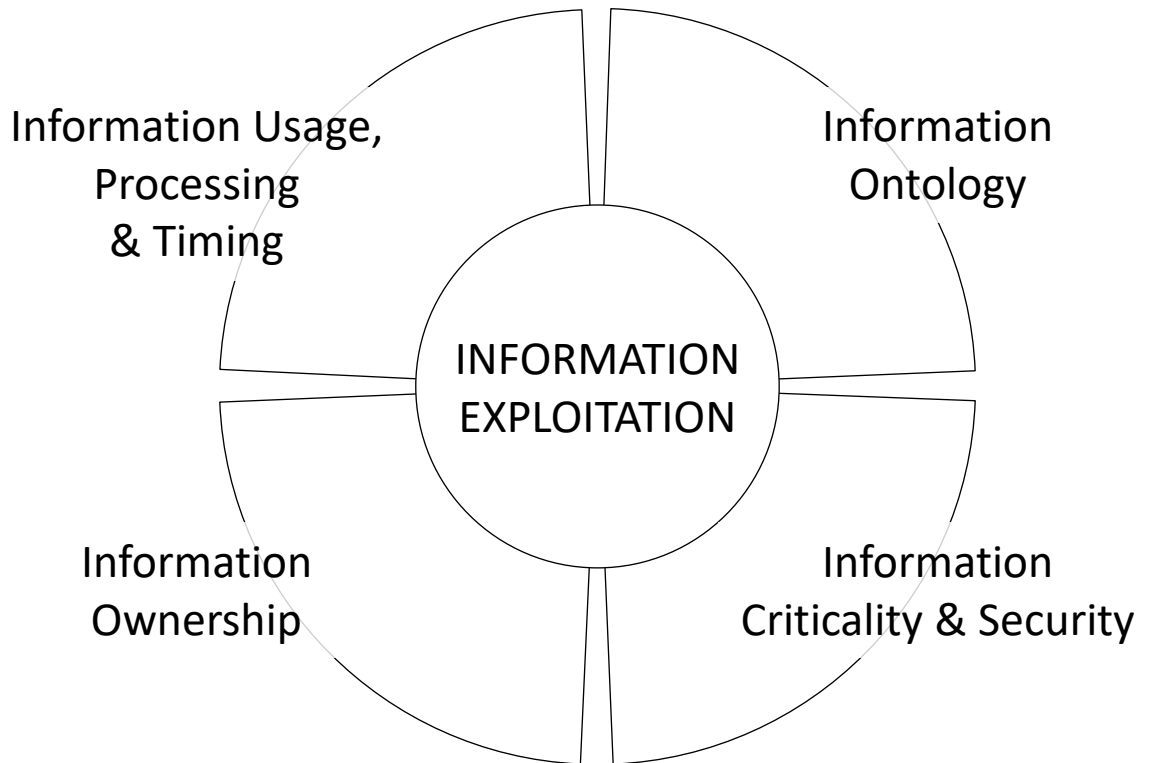 Information Usage,
Processing
& Timing
Information
Ontology
INFORMATION
EXPLOITATION
Information
Ownership
Information
Criticality & Security